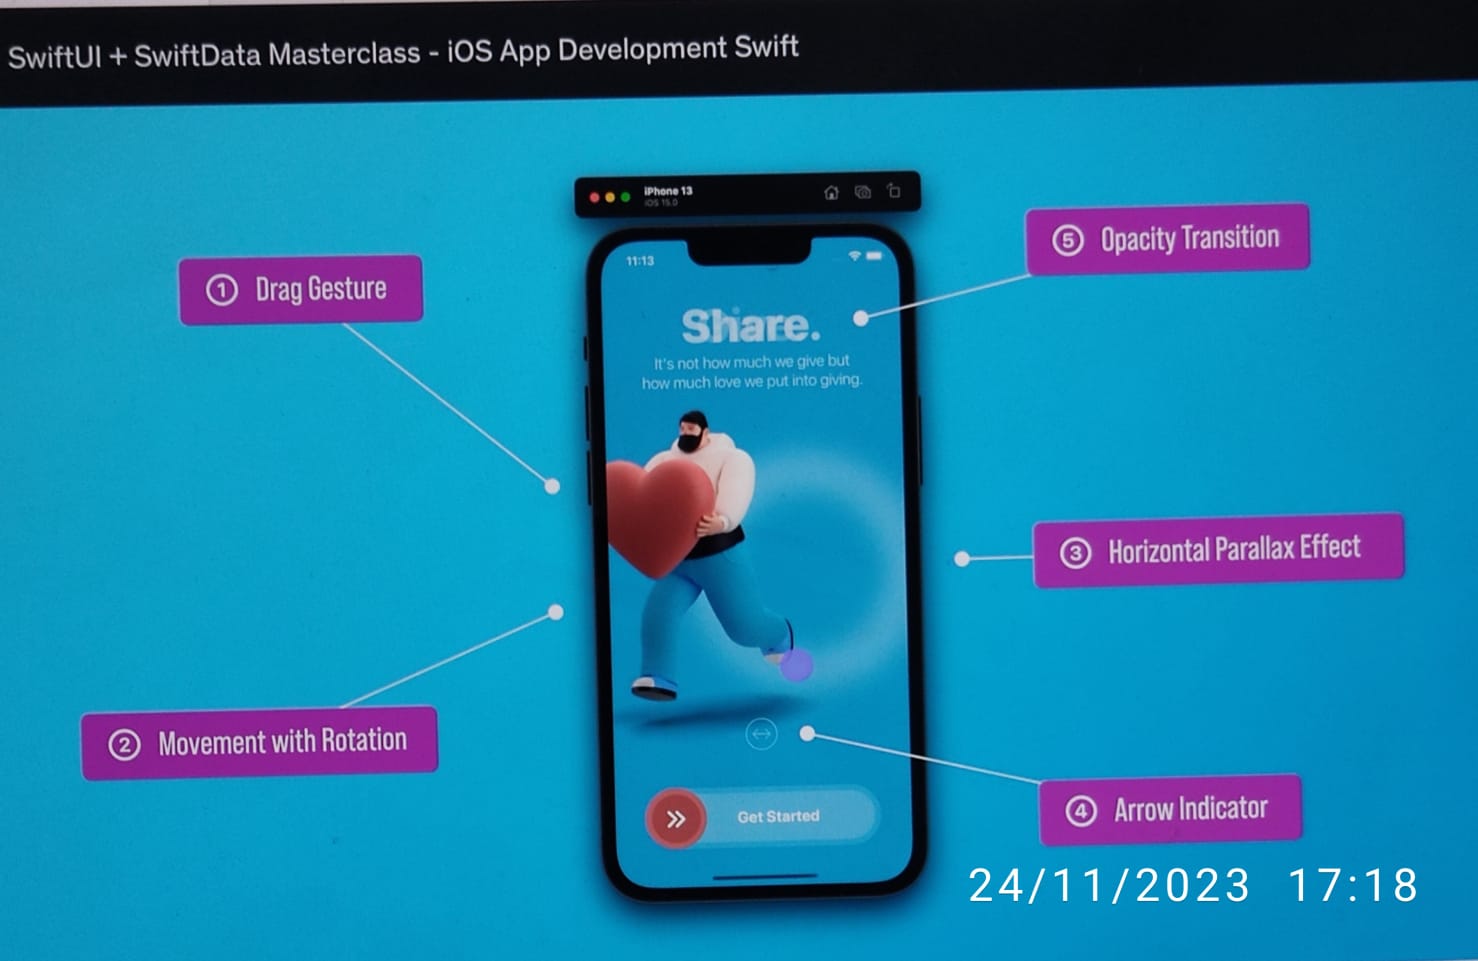 SwiftUI + SwiftData Masterclass - iOS App Development Swift
iPhone 13
iOS 15.0
11:13
① Drag Gesture
⑤ Opacity Transition
Share.
It's not how much we give but
how much love we put into giving.
③ Horizontal Parallax Effect
② Movement with Rotation
④ Arrow Indicator
Get Started
24/11/2023 17:18